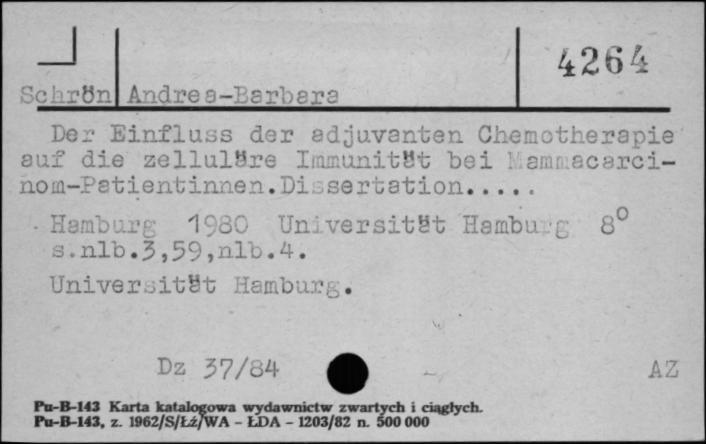 4264
Schrön Andrea-Barbara
Der Einfluss der adjuvanten Chemotherapie
auf die zelluläre Immunität bei Mammacarci-
nom-Patientinnen.Dissertation.....
Hamburg 1980 Universität Hamburg 8°
s.nlb.3,59,nlb.4.
Universität Hamburg.
Dz 37/84 AZ
Pu-B-143 Karta katalogowa wydawnictw zwartych i ciągłych.
Pu-B-143, z. 1962/S/Łź/WA - ŁDA - 1203/82 n. 500 000